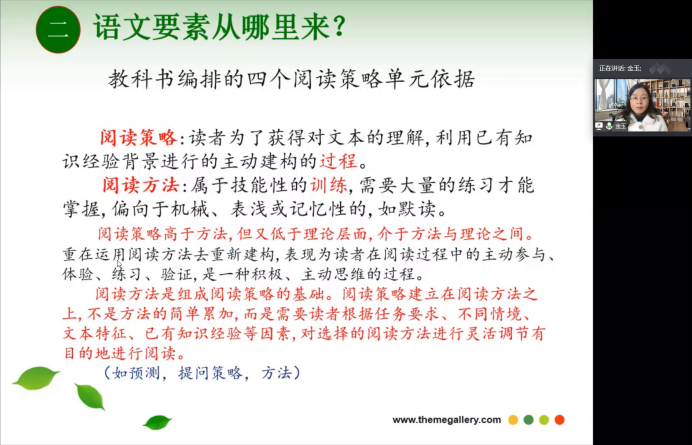 二 语文要素从哪里来？
教科书编排的四个阅读策略单元依据
阅读策略:读者为了获得对文本的理解,利用已有知
识经验背景进行的主动建构的过程。
阅读方法:属于技能性的训练,需要大量的练习才能
掌握,偏向于机械、表浅或记忆性的,如默读。
阅读策略高于方法,但又低于理论层面,介于方法与理论之间。
重在运用阅读方法去重新建构,表现为读者在阅读过程中的主动参与、
体验、练习、验证,是一种积极、主动思维的过程。
阅读方法是组成阅读策略的基础。阅读策略建立在阅读方法之
上,不是方法的简单累加,而是需要读者根据任务要求、不同情境、
文本特征、已有知识经验等因素,对选择的阅读方法进行灵活调节有
目的地进行阅读。
（如预测，提问策略，方法）
www.themegallery.com
正在讲话: 金玉;
金玉